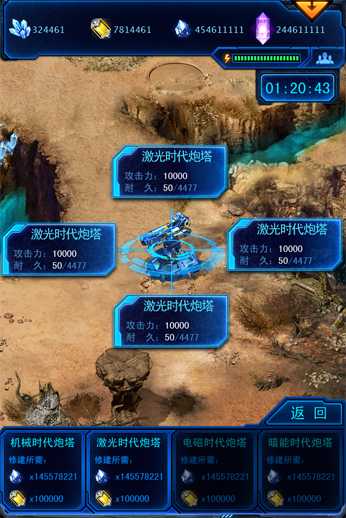 324461 7814461 454611111 244611111
01:20:43
激光时代炮塔
攻击力: 10000
耐 久: 50/4477
激光时代炮塔
攻击力: 10000
耐 久: 50/4477
激光时代炮塔
攻击力: 10000
耐 久: 50/4477
激光时代炮塔
攻击力: 10000
耐 久: 50/4477
返 回
机械时代炮塔 激光时代炮塔 电磁时代炮塔 暗能时代炮塔
修建所需: 修建所需: 修建所需: 修建所需:
x145578221 x145578221 x145578221 x145578221
x100000 x100000 x100000 x100000